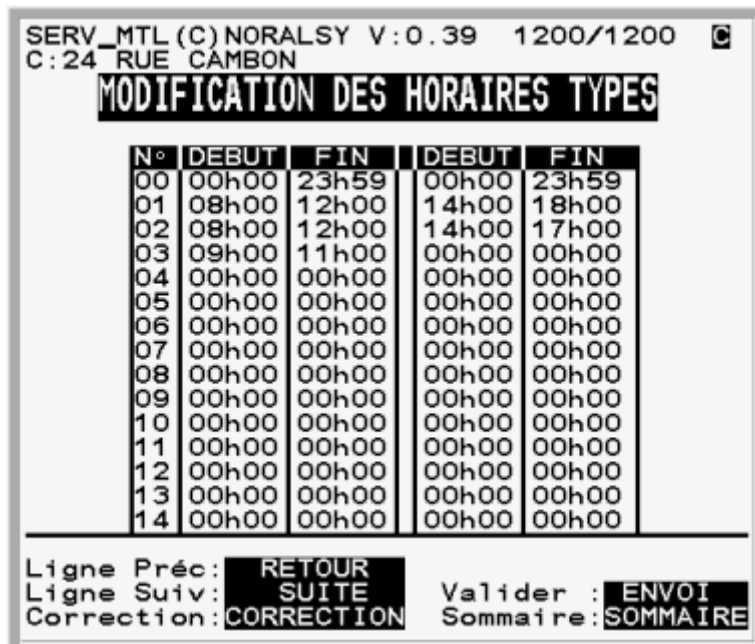 SERV_MTL (C) NORALSY V:0.39 1200/1200 C
C:24 RUE CAMBON
MODIFICATION DES HORAIRES TYPES
N° DEBUT FIN DEBUT FIN
00 00h00 23h59 00h00 23h59
01 08h00 12h00 14h00 18h00
02 08h00 12h00 14h00 17h00
03 09h00 11h00 00h00 00h00
04 00h00 00h00 00h00 00h00
05 00h00 00h00 00h00 00h00
06 00h00 00h00 00h00 00h00
07 00h00 00h00 00h00 00h00
08 00h00 00h00 00h00 00h00
09 00h00 00h00 00h00 00h00
10 00h00 00h00 00h00 00h00
11 00h00 00h00 00h00 00h00
12 00h00 00h00 00h00 00h00
13 00h00 00h00 00h00 00h00
14 00h00 00h00 00h00 00h00
Ligne Préc: RETOUR
Ligne Suiv: SUITE Valider : ENVOI
Correction: CORRECTION Sommaire: SOMMAIRE